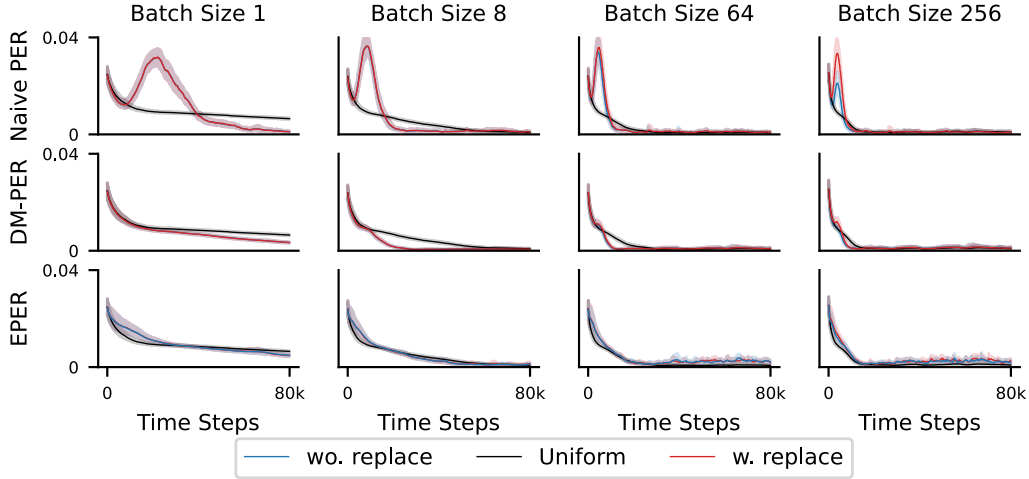 Batch Size 1 Batch Size 8 Batch Size 64 Batch Size 256
Naive PER
0.04
0
DM-PER
0.04
0
EPER
0.04
0
0 80k 0 80k 0 80k 0 80k
Time Steps Time Steps Time Steps Time Steps
wo. replace Uniform w. replace